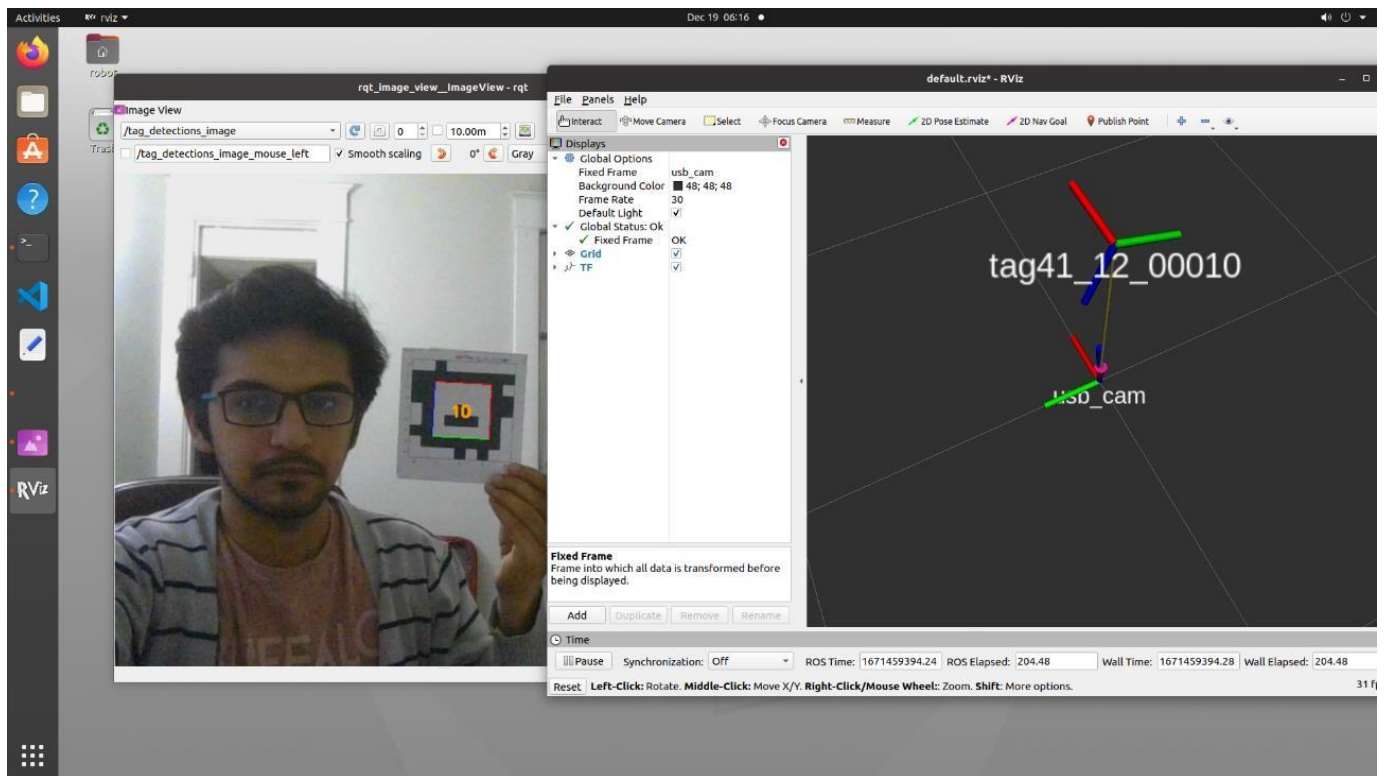 Activities rviz Dec 19 06:16
rqt_image_view__ImageView - rqt
Image View
/tag_detections_image 0 10.00m
/tag_detections_image_mouse_left Smooth scaling 0° Gray
10
default.rviz* - RViz
File Panels Help
Interact Move Camera Select Focus Camera Measure 2D Pose Estimate 2D Nav Goal Publish Point
Displays
Global Options
Fixed Frame usb_cam
Background Color 48; 48; 48
Frame Rate 30
Default Light
Global Status: Ok
Fixed Frame OK
Grid
TF
Fixed Frame
Frame into which all data is transformed before
being displayed.
Add Duplicate Remove Rename
tag41_12_00010
usb_cam
Time
Pause Synchronization: Off ROS Time: 1671459394.24 ROS Elapsed: 204.48 Wall Time: 1671459394.28 Wall Elapsed: 204.48
Reset Left-Click: Rotate. Middle-Click: Move X/Y. Right-Click/Mouse Wheel:: Zoom. Shift: More options. 31
RViz